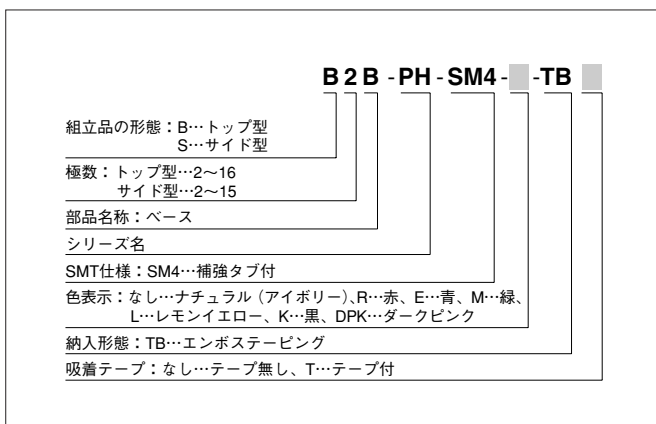 B 2 B - PH - SM4 - -TB
組立品の形態：B…トップ型
S…サイド型
極数：トップ型…2～16
サイド型…2～15
部品名称：ベース
シリーズ名
SMT仕様：SM4…補強タブ付
色表示：なし…ナチュラル（アイボリー）、R…赤、E…青、M…緑、
L…レモンイエロー、K…黒、DPK…ダークピンク
納入形態：TB…エンボステーピング
吸着テープ：なし…テープ無し、T…テープ付